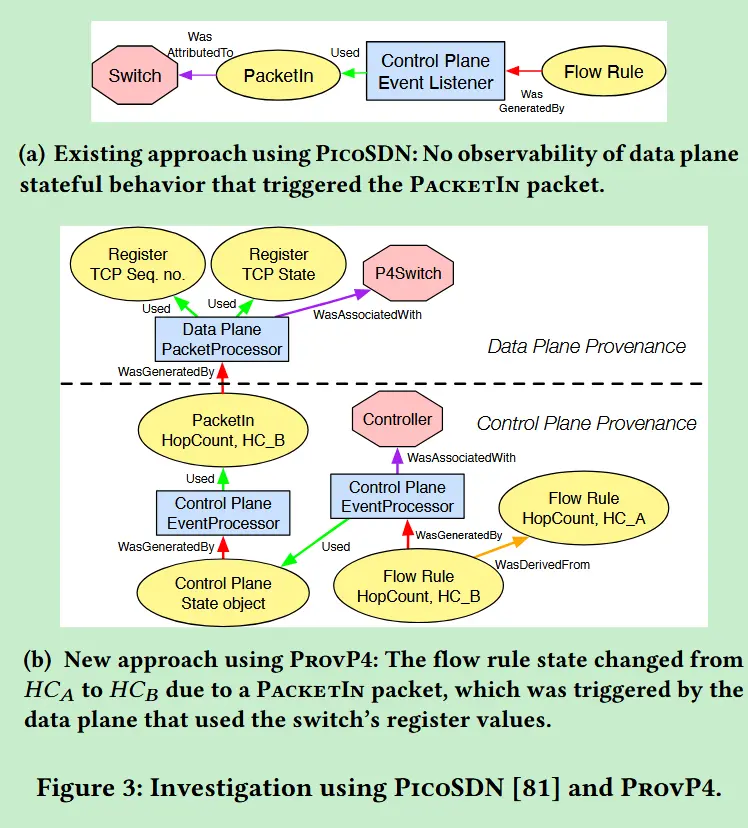 Was
AttributedTo
Used
Switch
PacketIn
Control Plane
Event Listener
Was
GeneratedBy
Flow Rule
(a) Existing approach using PicoSDN: No observability of data plane
stateful behavior that triggered the PacketIn packet.
Register
TCP Seq. no.
Register
TCP State
P4Switch
Used
Used
WasAssociatedWith
Data Plane
PacketProcessor
Data Plane Provenance
WasGeneratedBy
PacketIn
HopCount, HC_B
Controller
Control Plane Provenance
WasAssociatedWith
Used
Control Plane
EventProcessor
Control Plane
EventProcessor
Flow Rule
HopCount, HC_A
WasGeneratedBy
Used
WasGeneratedBy
WasDerivedFrom
Control Plane
State object
Flow Rule
HopCount, HC_B
(b) New approach using ProvP4: The flow rule state changed from
HC_A to HC_B due to a PacketIn packet, which was triggered by the
data plane that used the switch's register values.
Figure 3: Investigation using PicoSDN [81] and ProvP4.